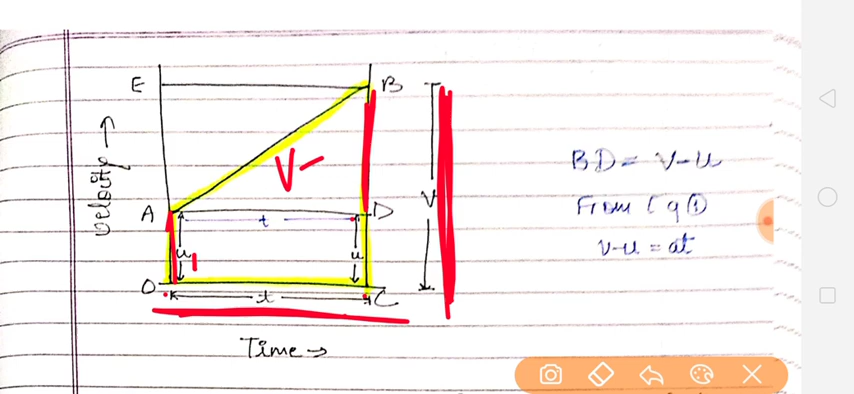 E
B
Velocity →
V-
A
D
t
V
u
u
O
t
C
Time →
BD = V-u
From Eq ①
V-u = at